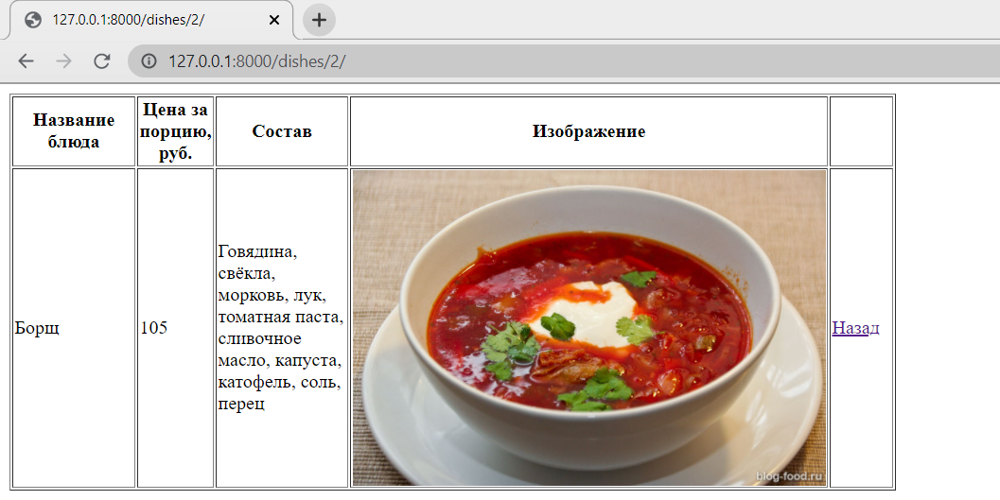 127.0.0.1:8000/dishes/2/
127.0.0.1:8000/dishes/2/
Название
блюда
Цена за
порцию,
руб.
Состав
Изображение
Борщ
105
Говядина,
свёкла,
морковь, лук,
томатная паста,
сливочное
масло, капуста,
катофель, соль,
перец
blog-food.ru
Назад